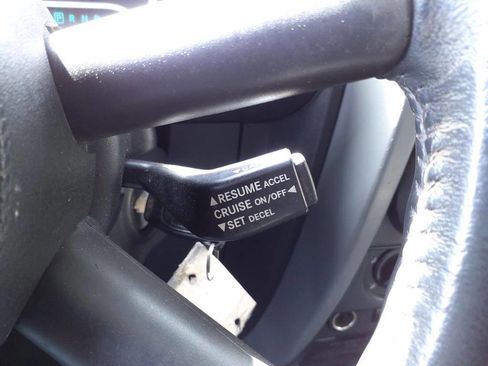 P R N D
▲RESUME ACCEL
CRUISE ON/OFF◄
▼SET DECEL